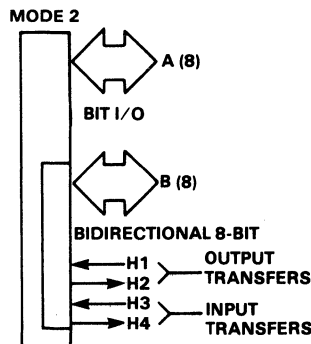 MODE 2
A (8)
BIT I/O
B (8)
BIDIRECTIONAL 8-BIT
H1
H2
OUTPUT
TRANSFERS
H3
H4
INPUT
TRANSFERS